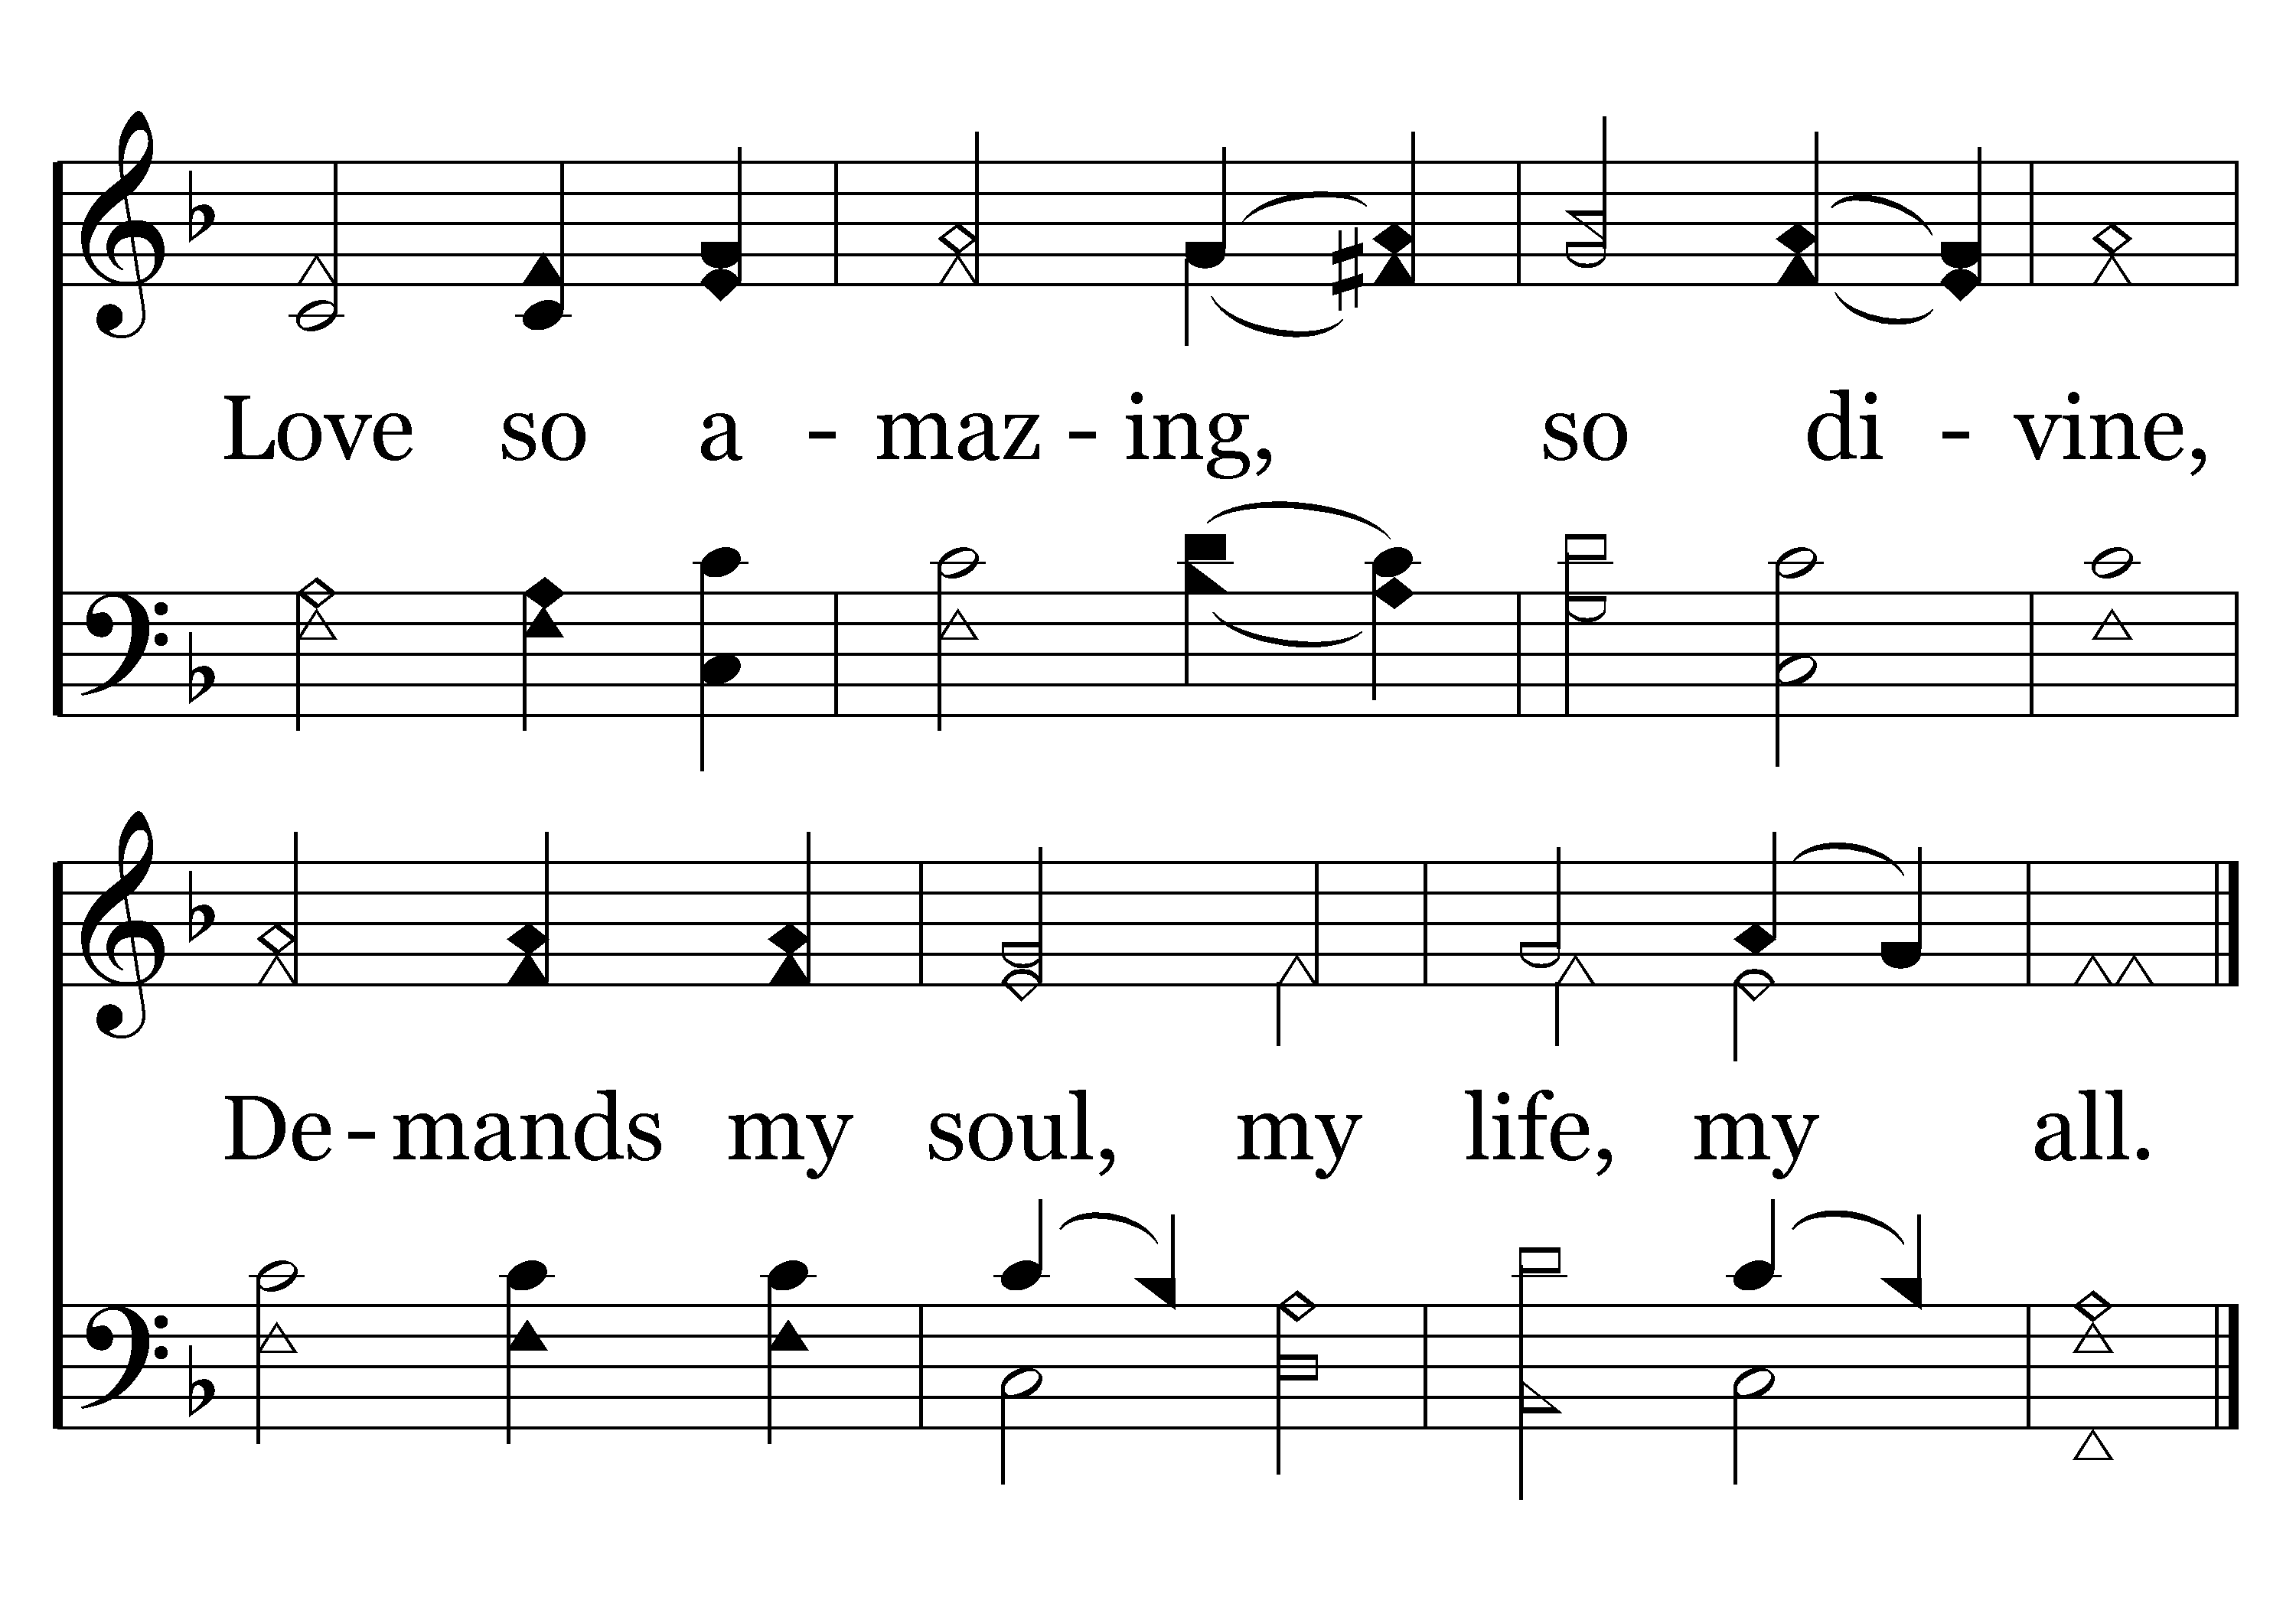 Love so a - maz - ing, so di - vine,
De - mands my soul, my life, my all.